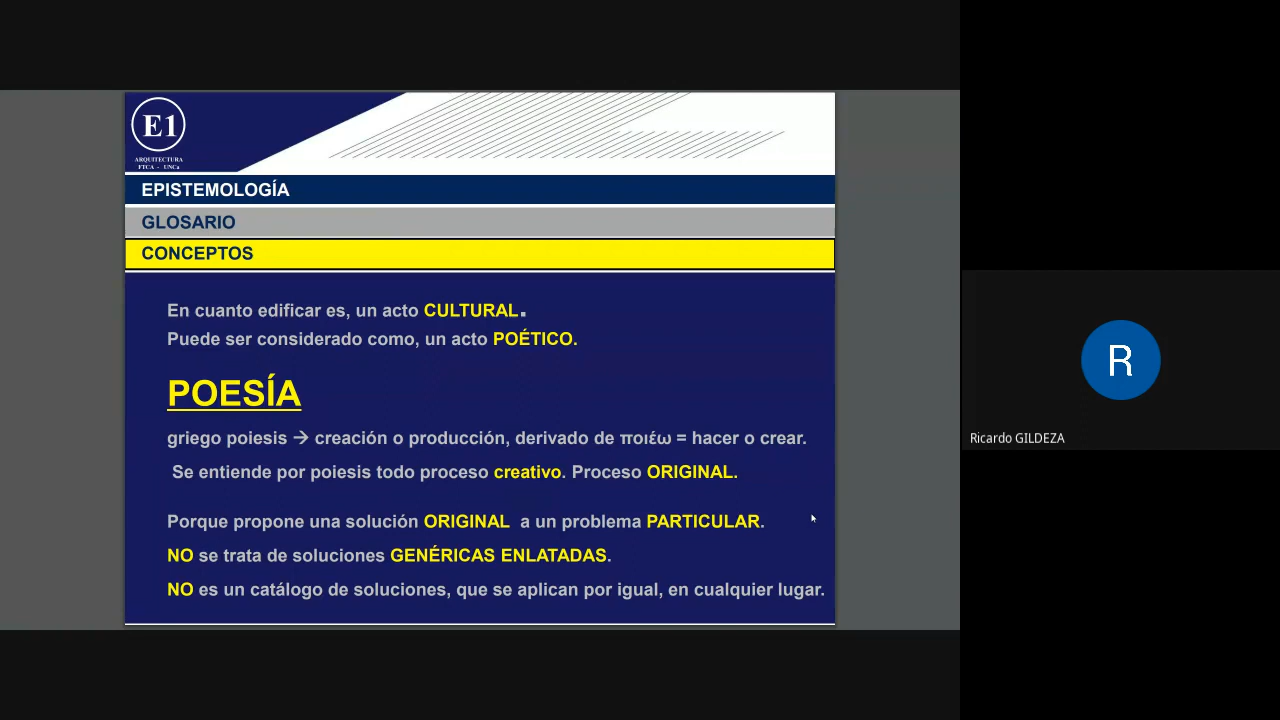 E1
ARQUITECTURA
FTCA - UNCa
EPISTEMOLOGÍA
GLOSARIO
CONCEPTOS
En cuanto edificar es, un acto CULTURAL.
Puede ser considerado como, un acto POÉTICO.
POESÍA
griego poiesis → creación o producción, derivado de ποιέω = hacer o crear.
Se entiende por poiesis todo proceso creativo. Proceso ORIGINAL.
Porque propone una solución ORIGINAL a un problema PARTICULAR.
NO se trata de soluciones GENÉRICAS ENLATADAS.
NO es un catálogo de soluciones, que se aplican por igual, en cualquier lugar.
R
Ricardo GILDEZA